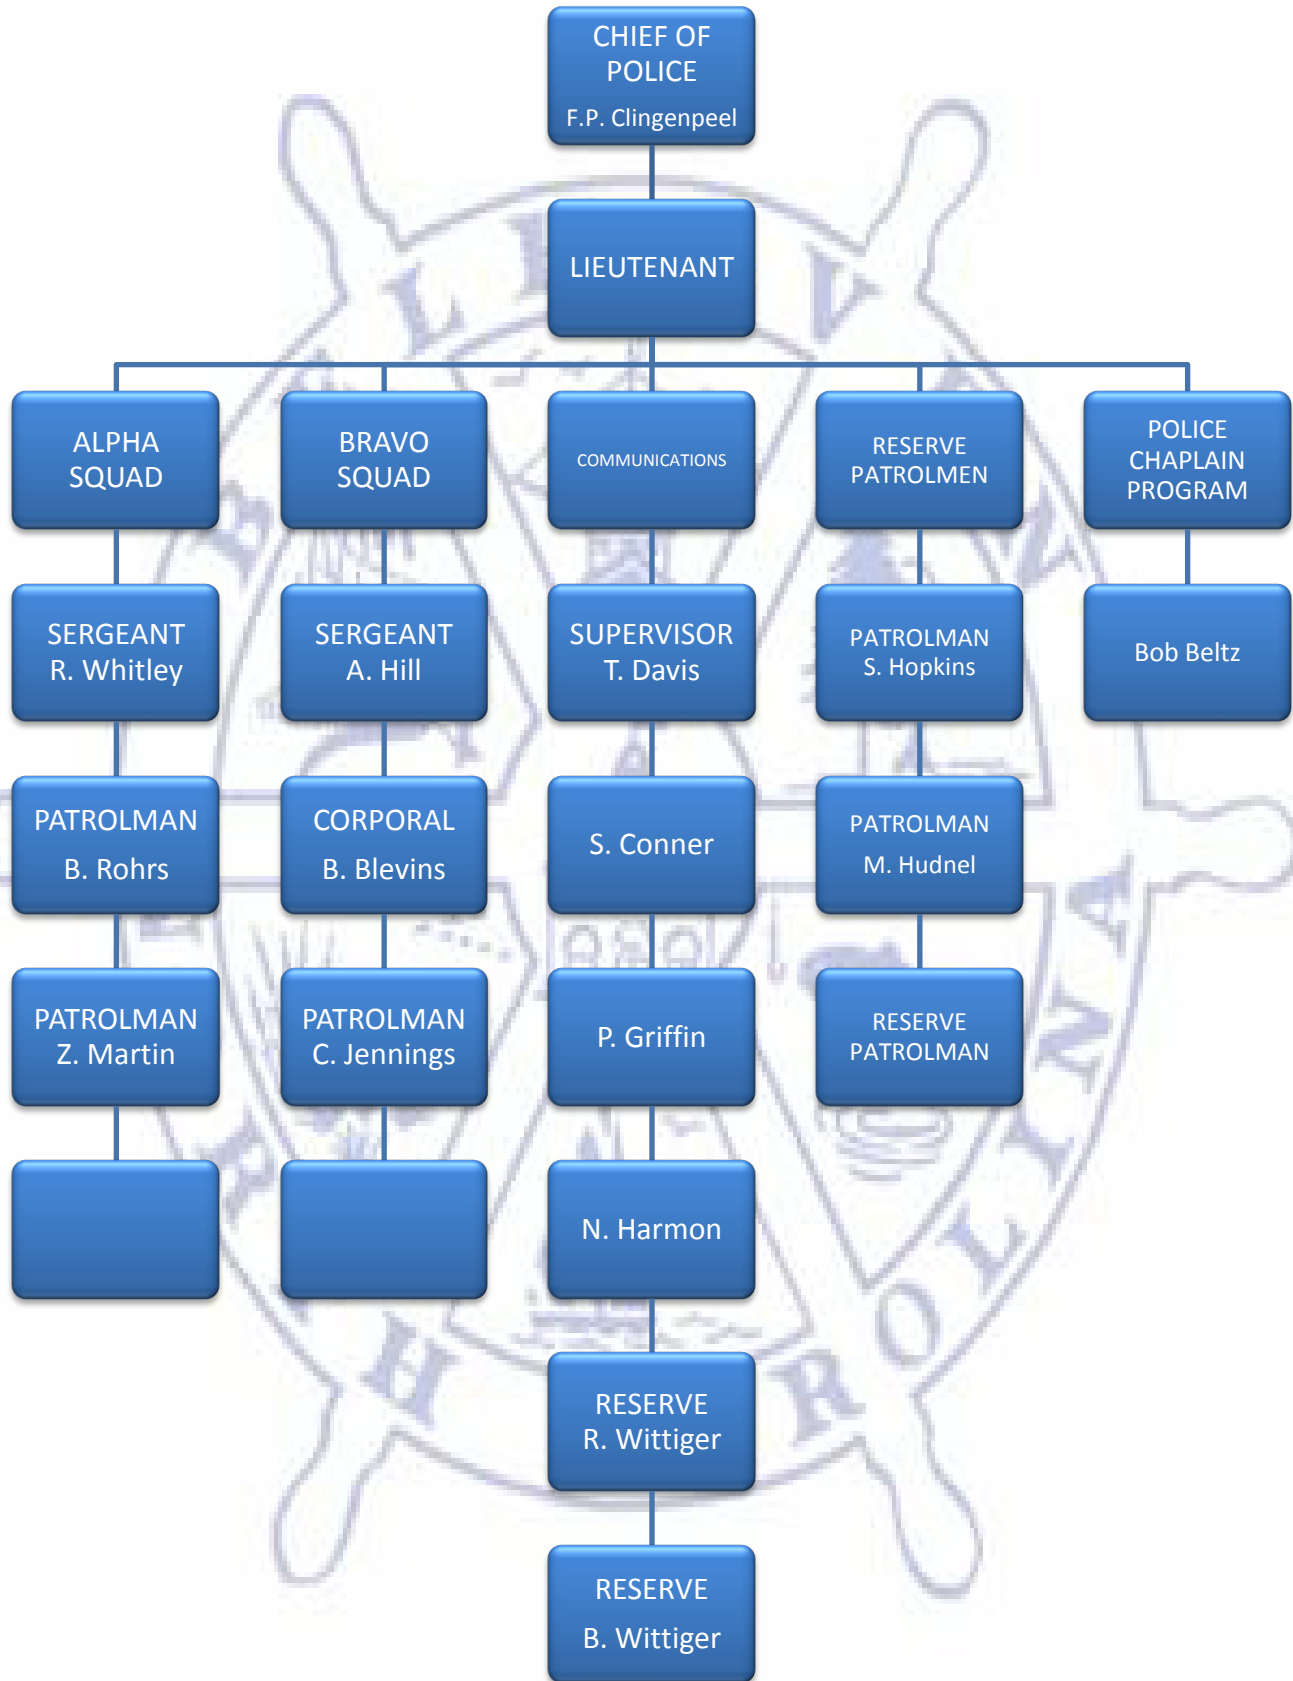 CHIEF OF
POLICE
F.P. Clingenpeel
LIEUTENANT
ALPHA
SQUAD
BRAVO
SQUAD
COMMUNICATIONS
RESERVE
PATROLMEN
POLICE
CHAPLAIN
PROGRAM
SERGEANT
R. Whitley
SERGEANT
A. Hill
SUPERVISOR
T. Davis
PATROLMAN
S. Hopkins
Bob Beltz
PATROLMAN
B. Rohrs
CORPORAL
B. Blevins
S. Conner
PATROLMAN
M. Hudnel
PATROLMAN
Z. Martin
PATROLMAN
C. Jennings
P. Griffin
RESERVE
PATROLMAN
N. Harmon
RESERVE
R. Wittiger
RESERVE
B. Wittiger